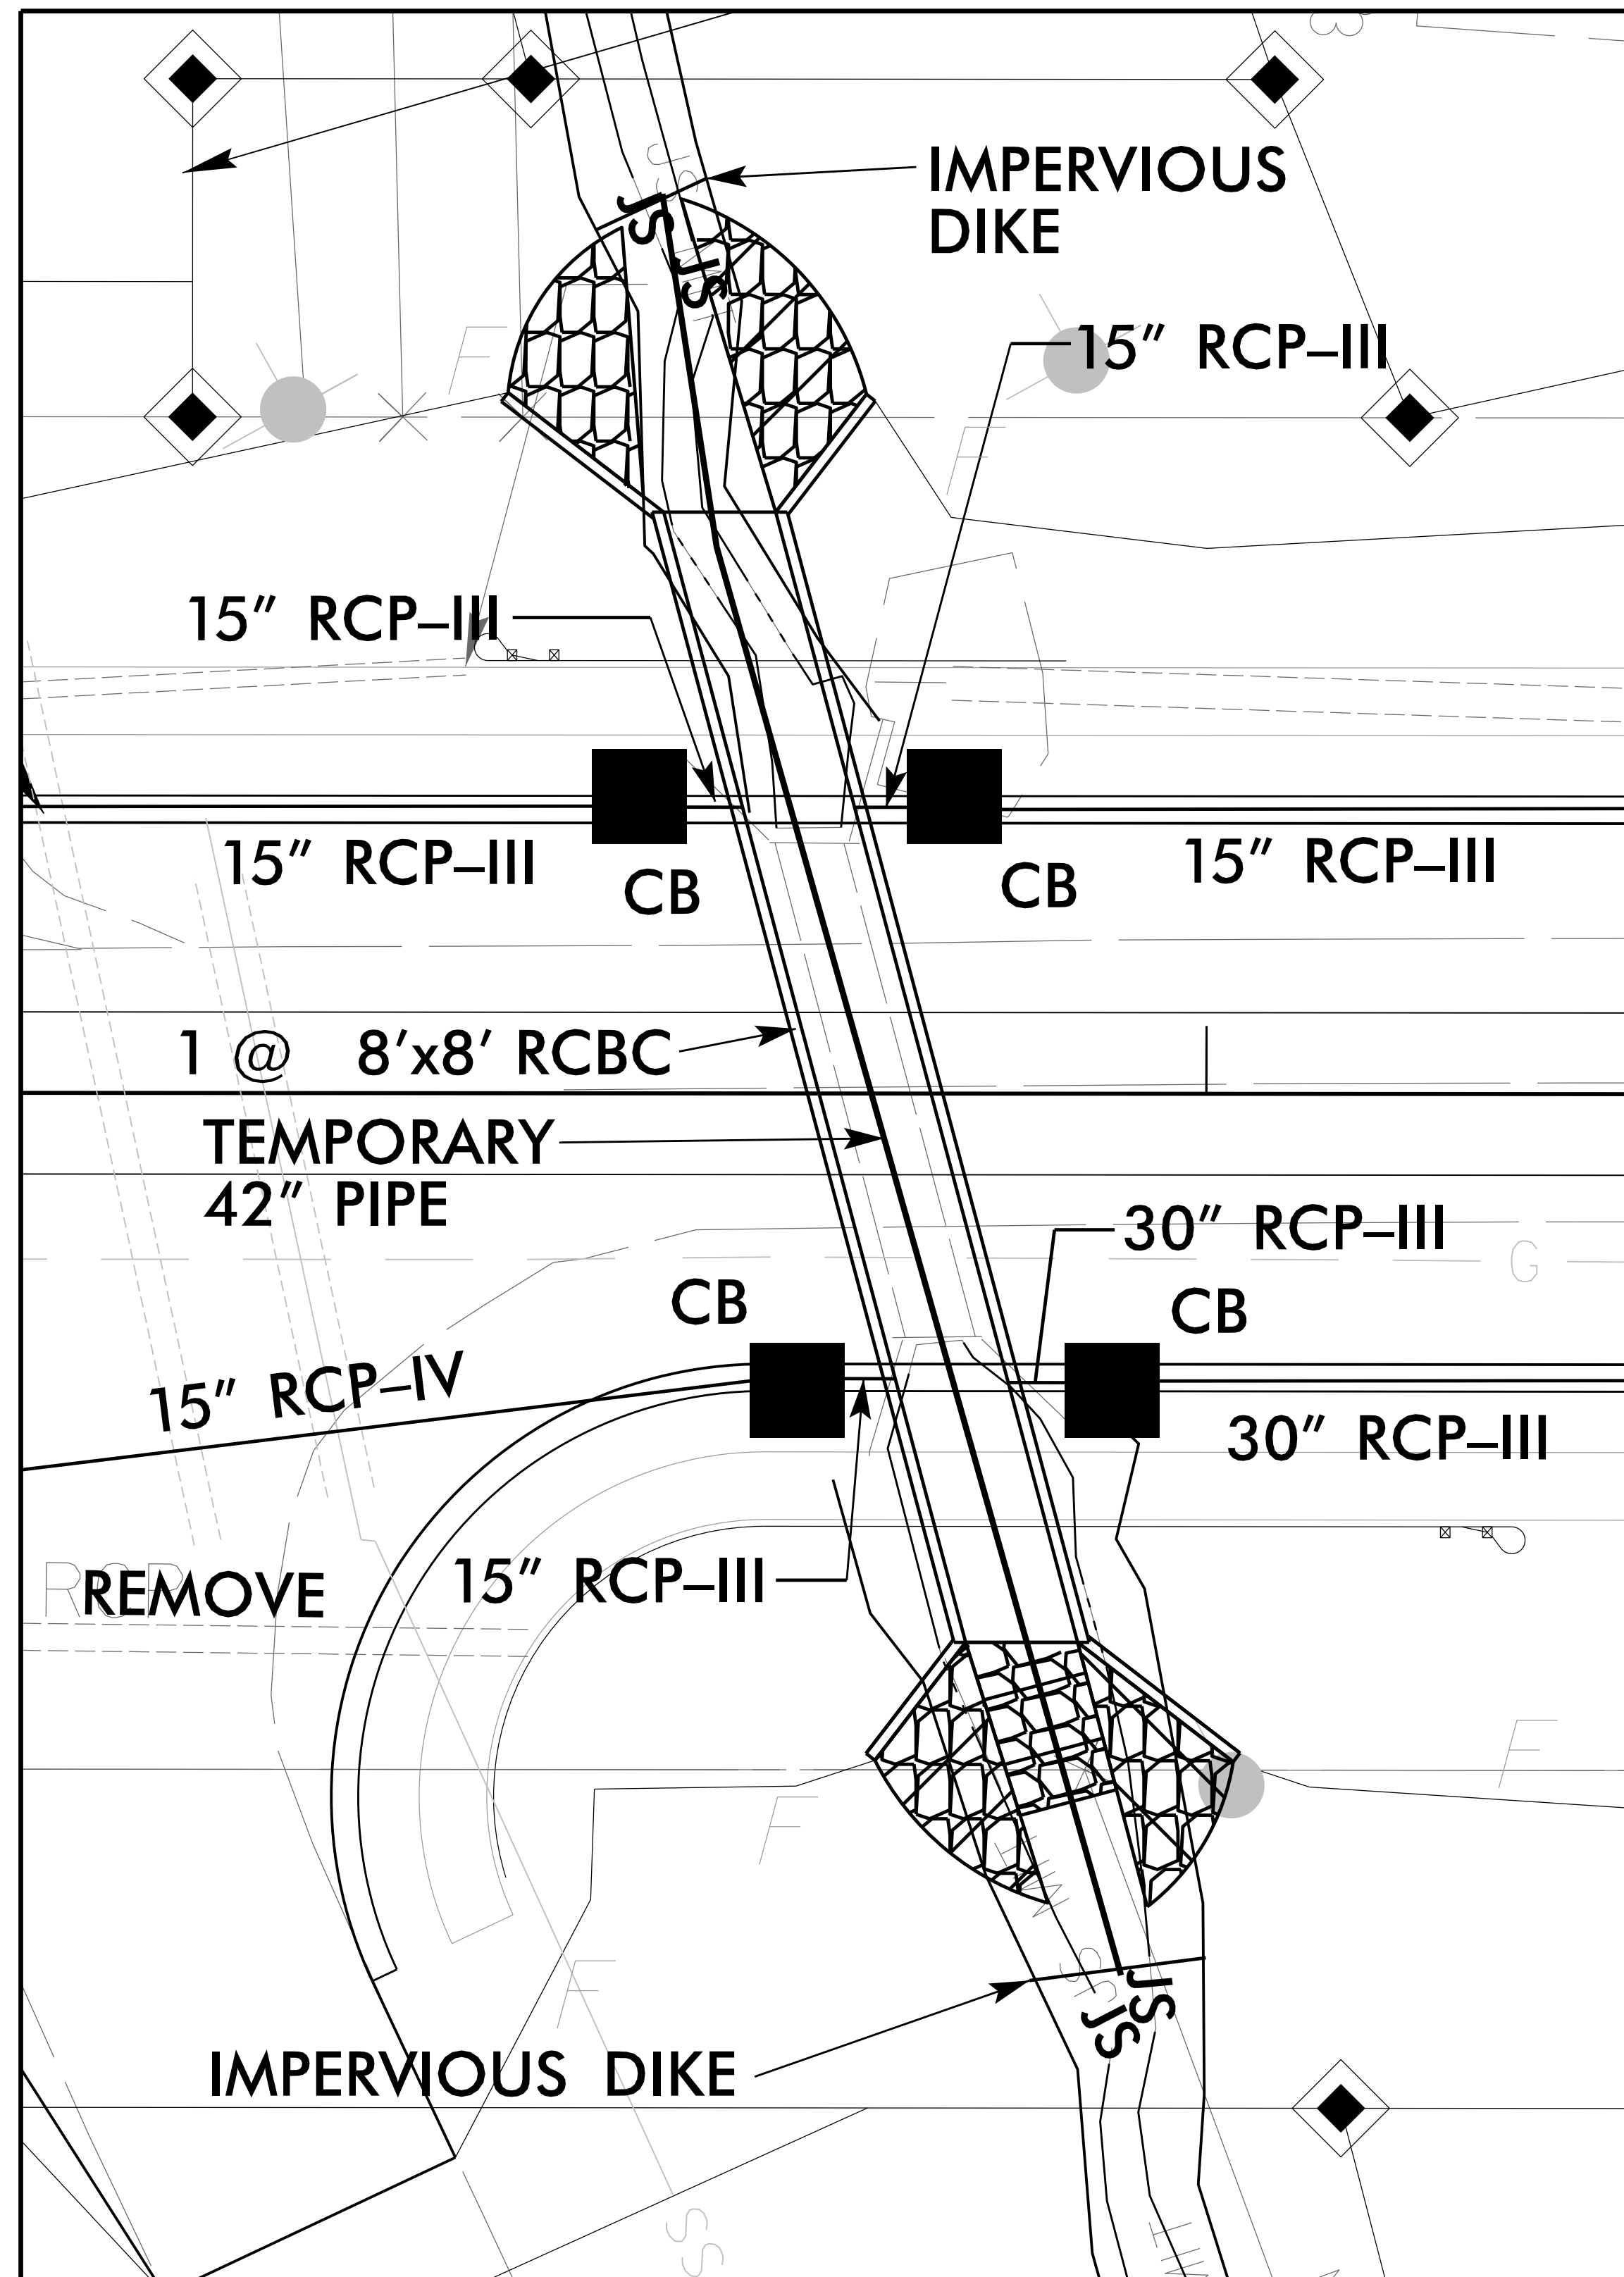 IMPERVIOUS
DIKE
JS
JS
15" RCP–III
15" RCP–III
15" RCP–III
15" RCP–III
CB
CB
1 @ 8'x8' RCBC
TEMPORARY
42" PIPE
30" RCP–III
G
CB
CB
15" RCP–IV
30" RCP–III
15" RCP–III
REMOVE
F
F
F
F
F
JS
JS
IMPERVIOUS DIKE
SS